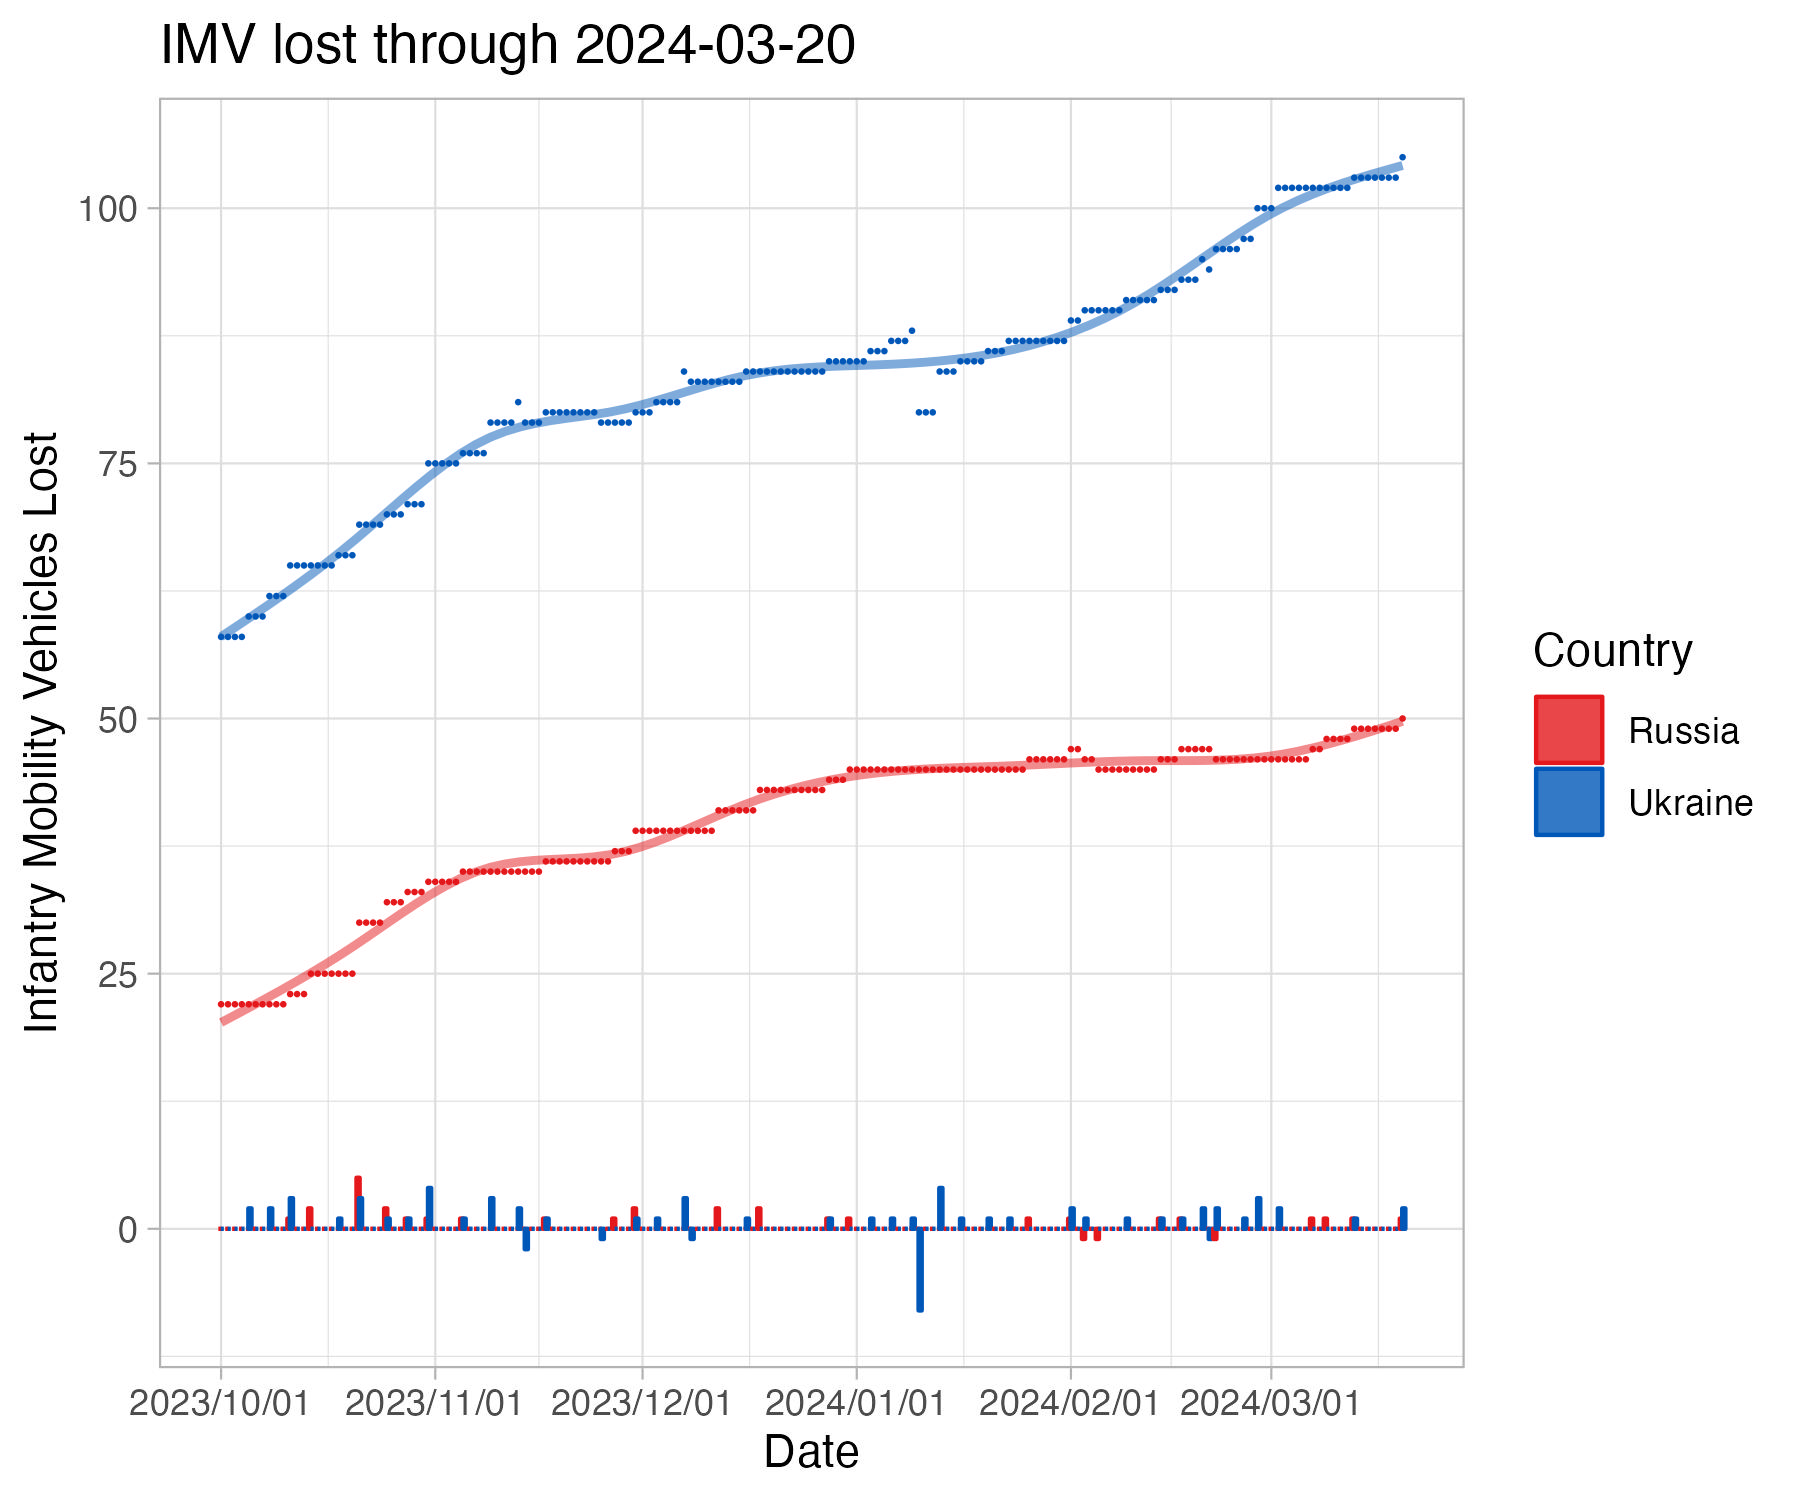 IMV lost through 2024-03-20
Infantry Mobility Vehicles Lost
100
75
50
25
0
2023/10/01
2023/11/01
2023/12/01
2024/01/01
2024/02/01
2024/03/01
Date
Country
Russia
Ukraine